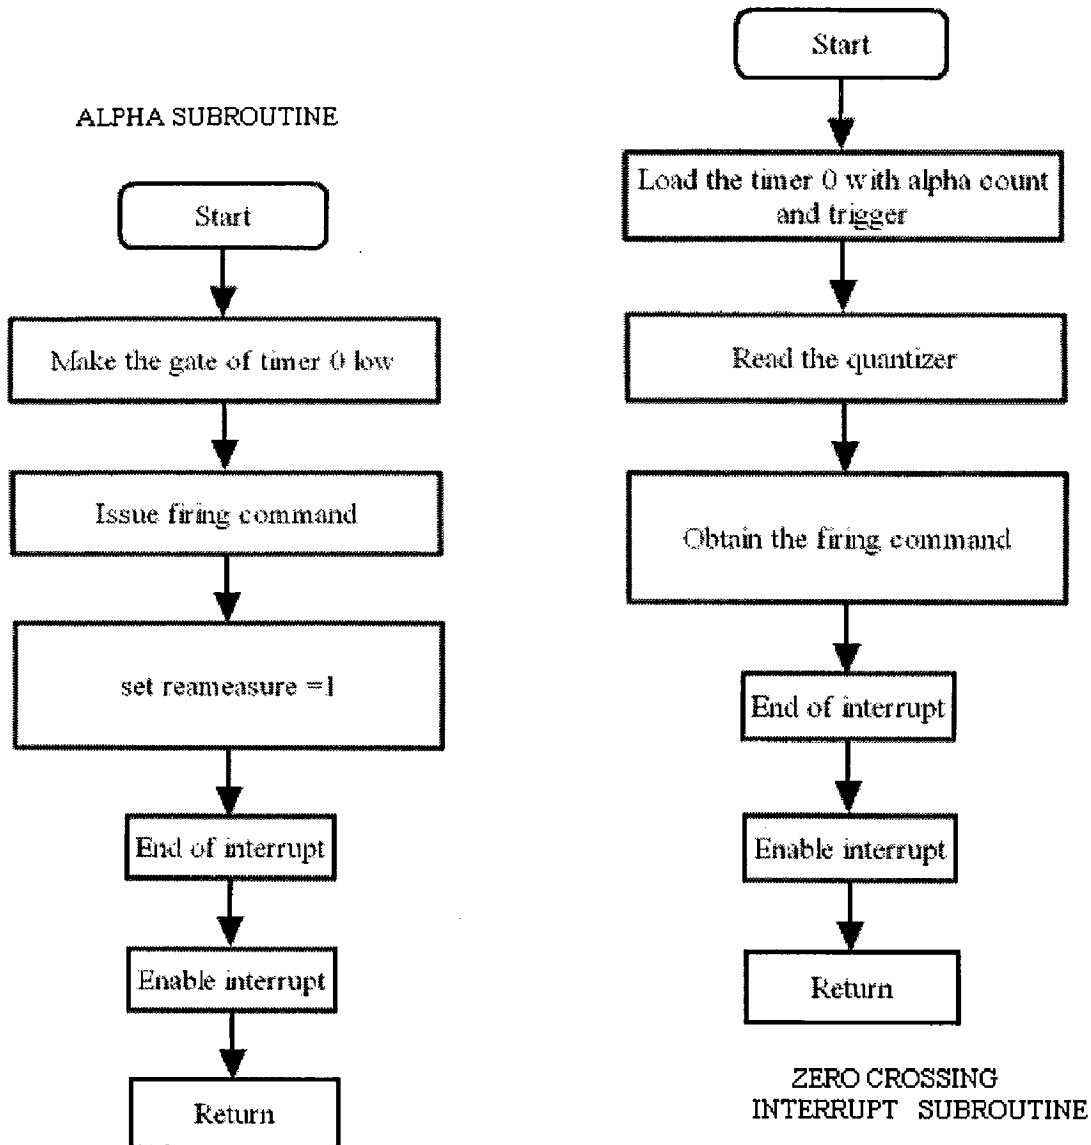 ALPHA SUBROUTINE
Start
Make the gate of timer 0 low
Issue firing command
set reameasure =1
End of interrupt
Enable interrupt
Return
Start
Load the timer 0 with alpha count
and trigger
Read the quantizer
Obtain the firing command
End of interrupt
Enable interrupt
Return
ZERO CROSSING
INTERRUPT SUBROUTINE